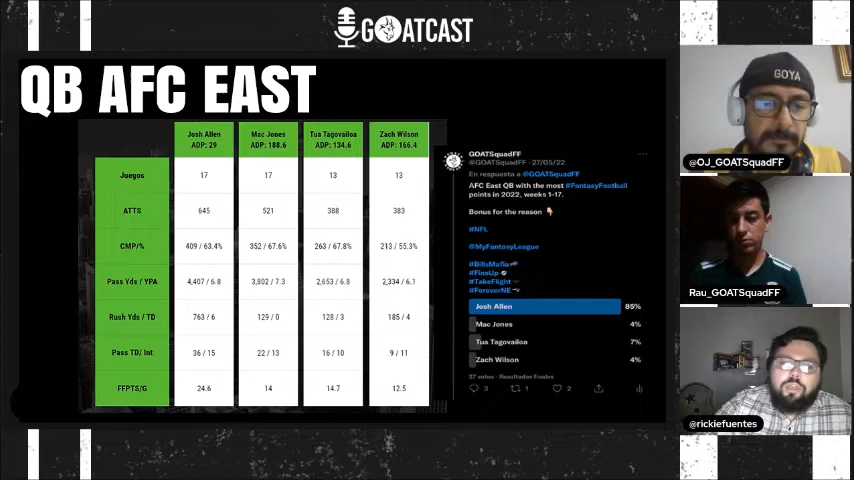 GOATCAST
QB AFC EAST
Josh Allen
ADP: 29
Mac Jones
ADP: 188.6
Tua Tagovailoa
ADP: 134.6
Zach Wilson
ADP: 166.4
Juegos 17 17 13 13
ATTS 645 521 388 383
CMP/% 409 / 63.4% 352 / 67.6% 263 / 67.8% 213 / 55.3%
Pass Yds / YPA 4,407 / 6.8 3,802 / 7.3 2,653 / 6.8 2,334 / 6.1
Rush Yds / TD 763 / 6 129 / 0 128 / 3 185 / 4
Pass TD/ Int 36 / 15 22 / 13 16 / 10 9 / 11
FFPTS/G 24.6 14 14.7 12.5
GOATSquadFF
@GOATSquadFF · 27/05/22
En respuesta a @GOATSquadFF
AFC East QB with the most #FantasyFootball
points in 2022, weeks 1-17.
Bonus for the reason
#NFL
@MyFantasyLeague
#BillsMafia
#FinsUp
#TakeFlight
#ForeverNE
Josh Allen 85%
Mac Jones 4%
Tua Tagovailoa 7%
Zach Wilson 4%
27 votos · Resultados finales
3 1 2
GOYA
@OJ_GOATSquadFF
Rau_GOATSquadFF
@rickiefuentes